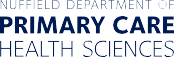 NUFFIELD DEPARTMENT OF
PRIMARY CARE
HEALTH SCIENCES